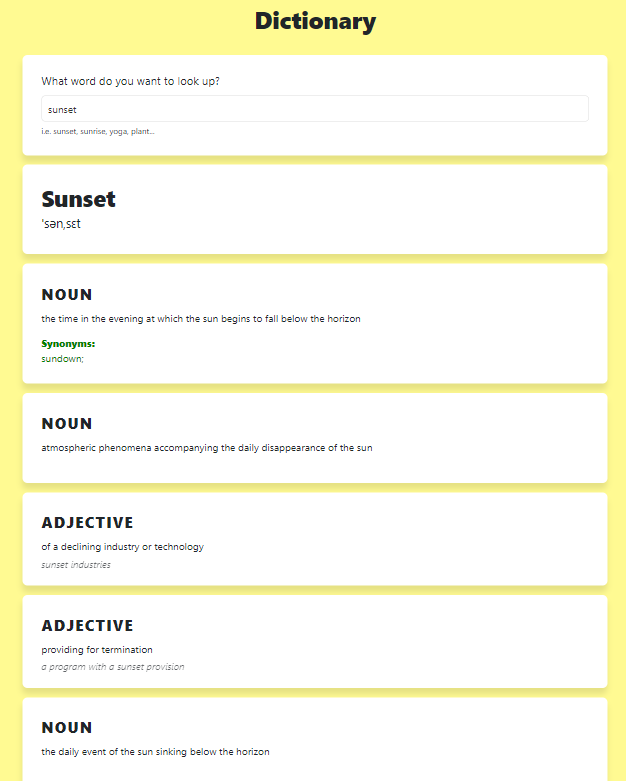 Dictionary
What word do you want to look up?
sunset
i.e. sunset, sunrise, yoga, plant...
Sunset
'sən,sɛt
NOUN
the time in the evening at which the sun begins to fall below the horizon
Synonyms:
sundown;
NOUN
atmospheric phenomena accompanying the daily disappearance of the sun
ADJECTIVE
of a declining industry or technology
sunset industries
ADJECTIVE
providing for termination
a program with a sunset provision
NOUN
the daily event of the sun sinking below the horizon